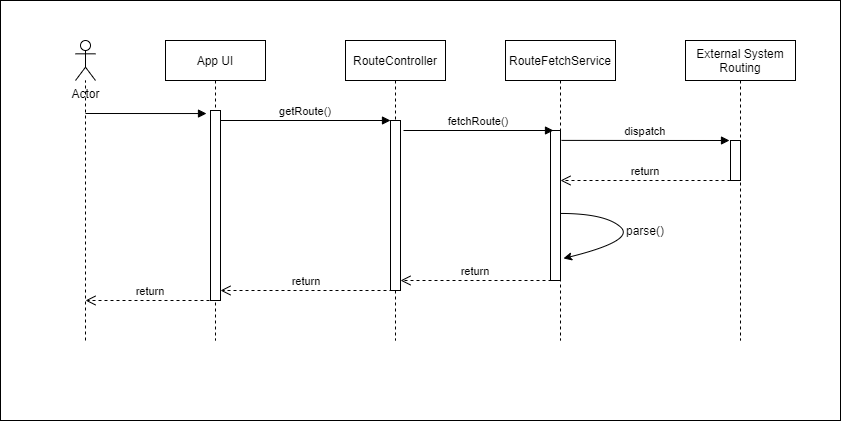 App UI
RouteController
RouteFetchService
External System
Routing
Actor
getRoute()
fetchRoute()
dispatch
return
parse()
return
return
return